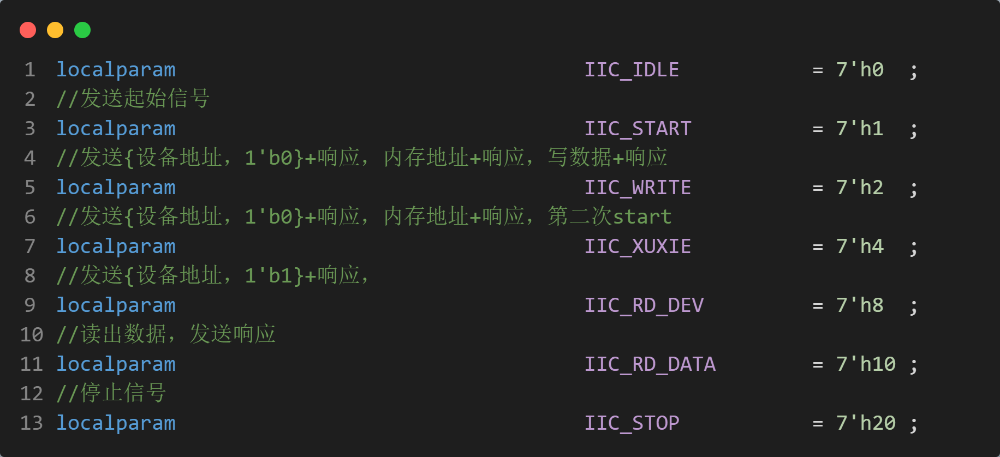 1 localparam IIC_IDLE = 7'h0 ;
2 //发送起始信号
3 localparam IIC_START = 7'h1 ;
4 //发送{设备地址，1'b0}+响应，内存地址+响应，写数据+响应
5 localparam IIC_WRITE = 7'h2 ;
6 //发送{设备地址，1'b0}+响应，内存地址+响应，第二次start
7 localparam IIC_XUXIE = 7'h4 ;
8 //发送{设备地址，1'b1}+响应，
9 localparam IIC_RD_DEV = 7'h8 ;
10 //读出数据，发送响应
11 localparam IIC_RD_DATA = 7'h10 ;
12 //停止信号
13 localparam IIC_STOP = 7'h20 ;